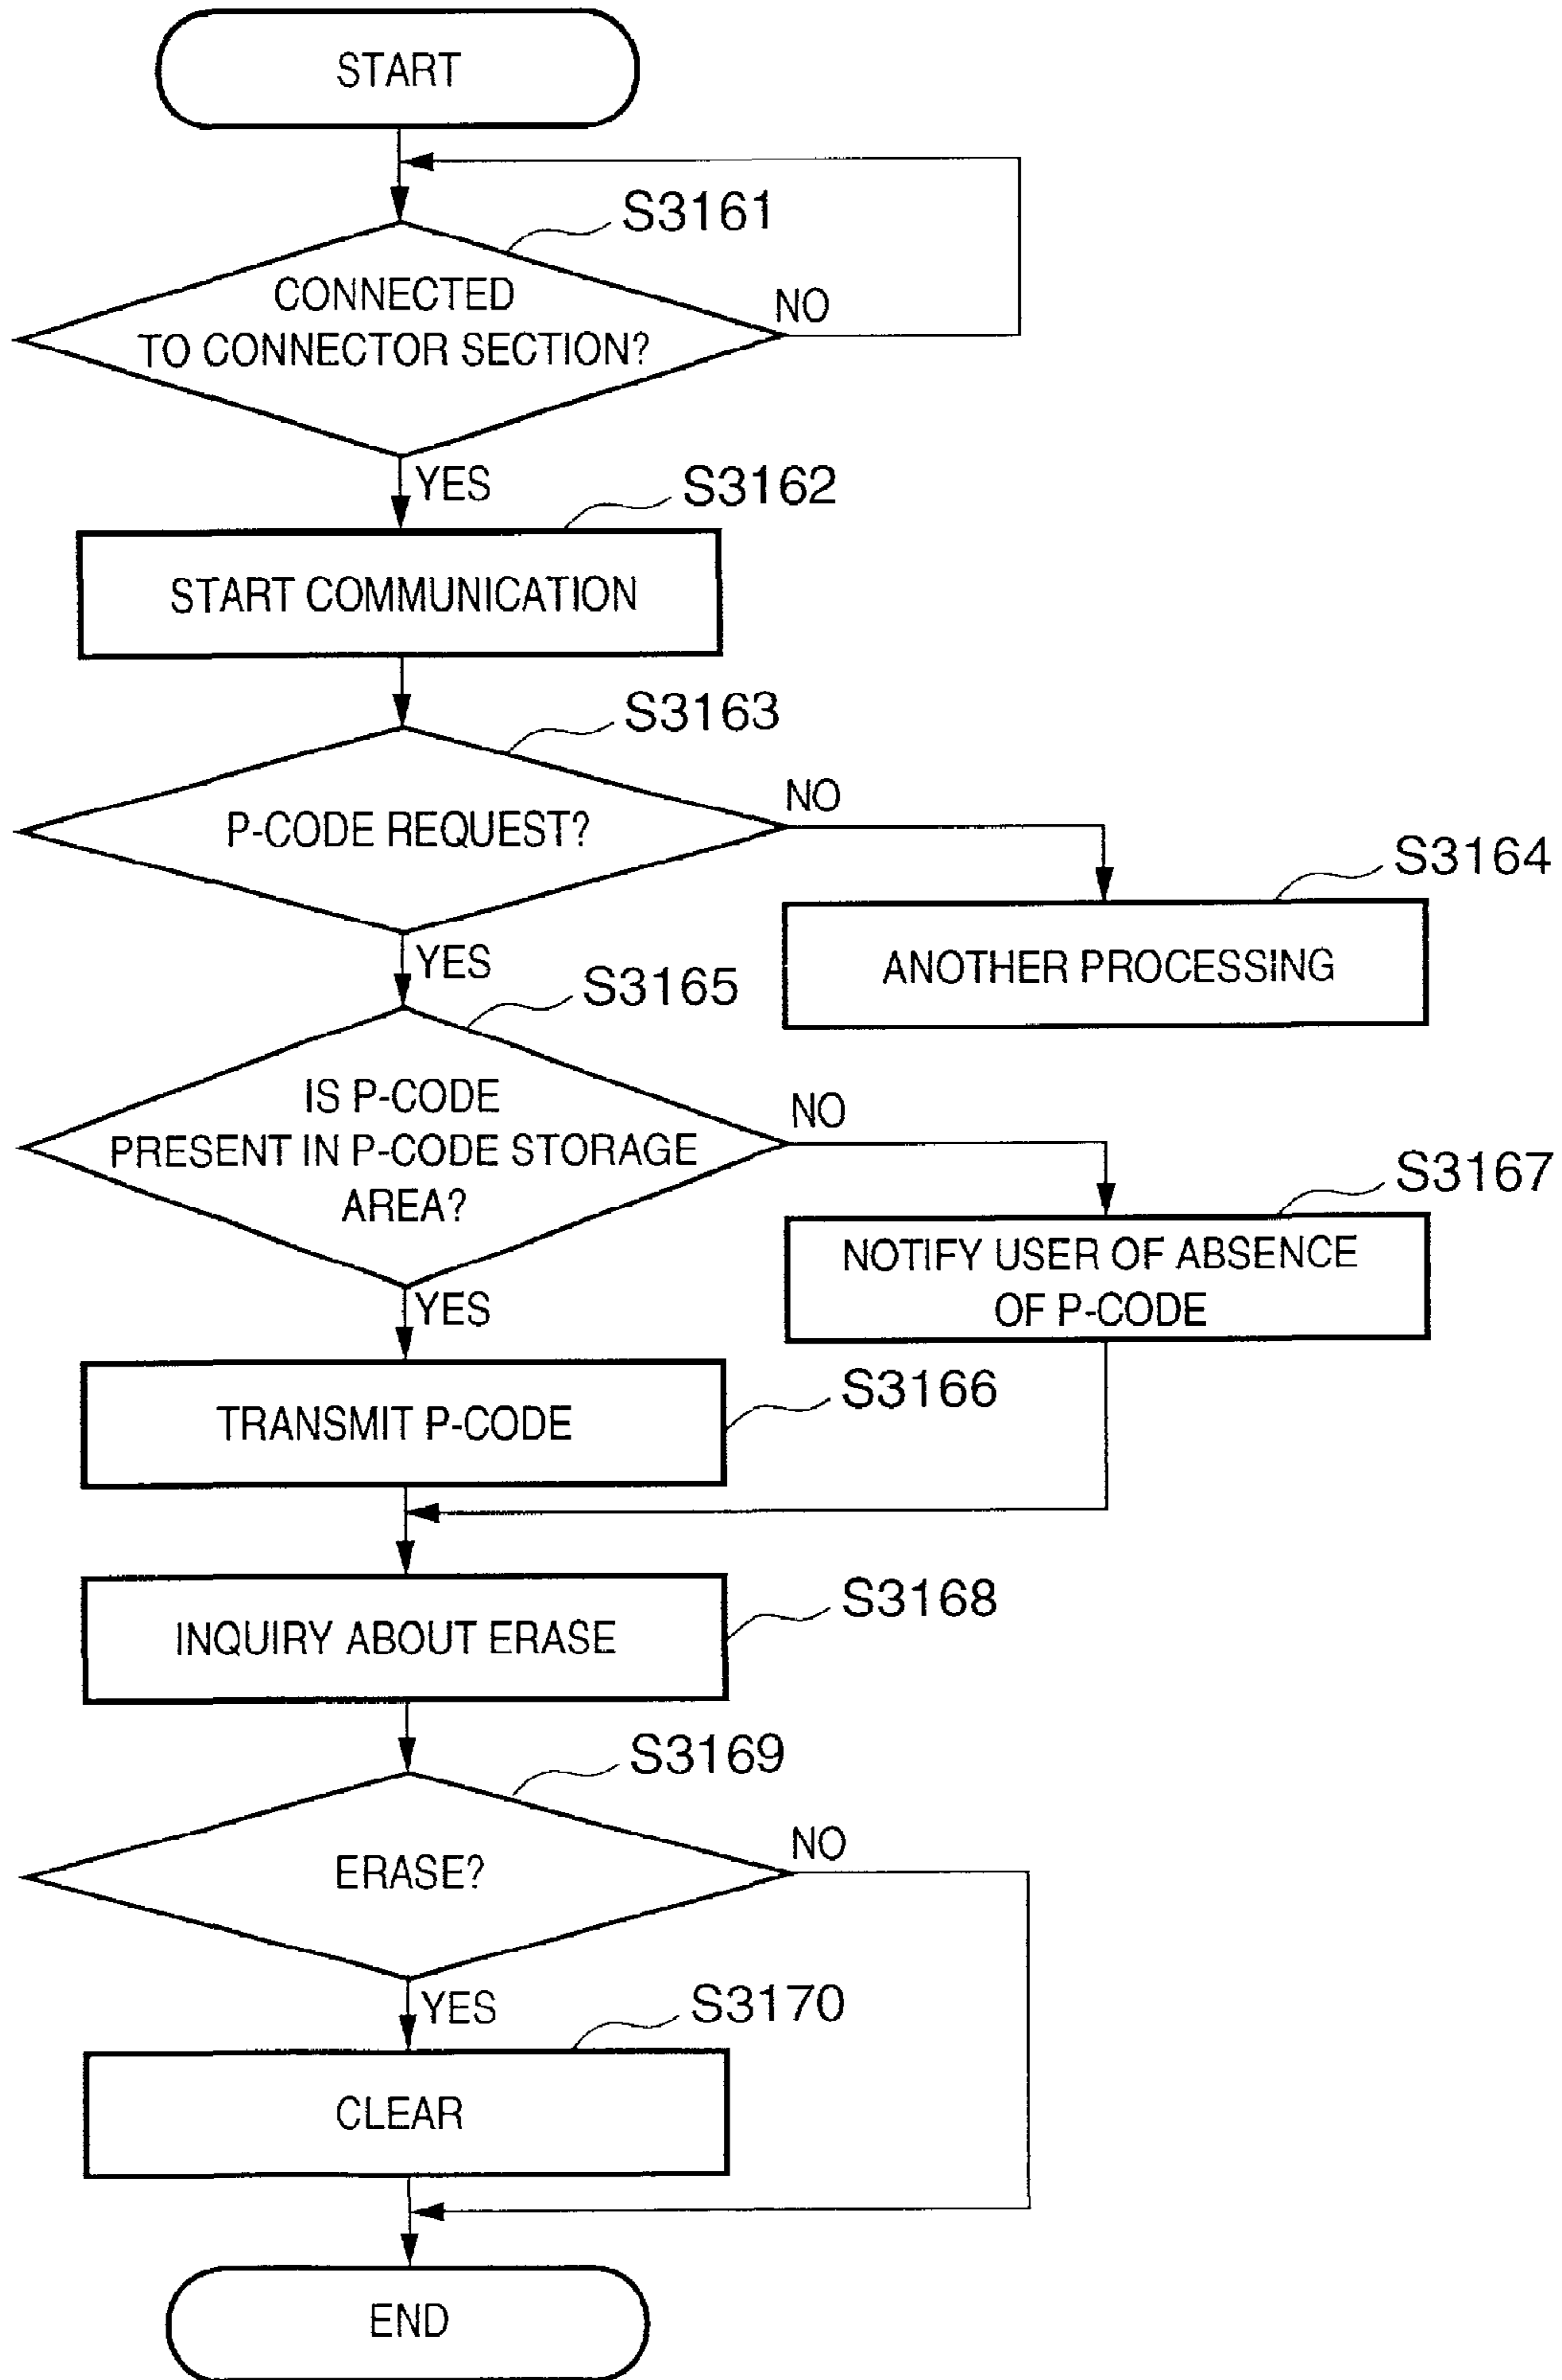 START
S3161
CONNECTED
TO CONNECTOR SECTION?
NO
YES
S3162
START COMMUNICATION
S3163
P-CODE REQUEST?
NO
S3164
ANOTHER PROCESSING
YES
S3165
IS P-CODE
PRESENT IN P-CODE STORAGE
AREA?
NO
S3167
NOTIFY USER OF ABSENCE
OF P-CODE
YES
S3166
TRANSMIT P-CODE
S3168
INQUIRY ABOUT ERASE
S3169
ERASE?
NO
YES
S3170
CLEAR
END